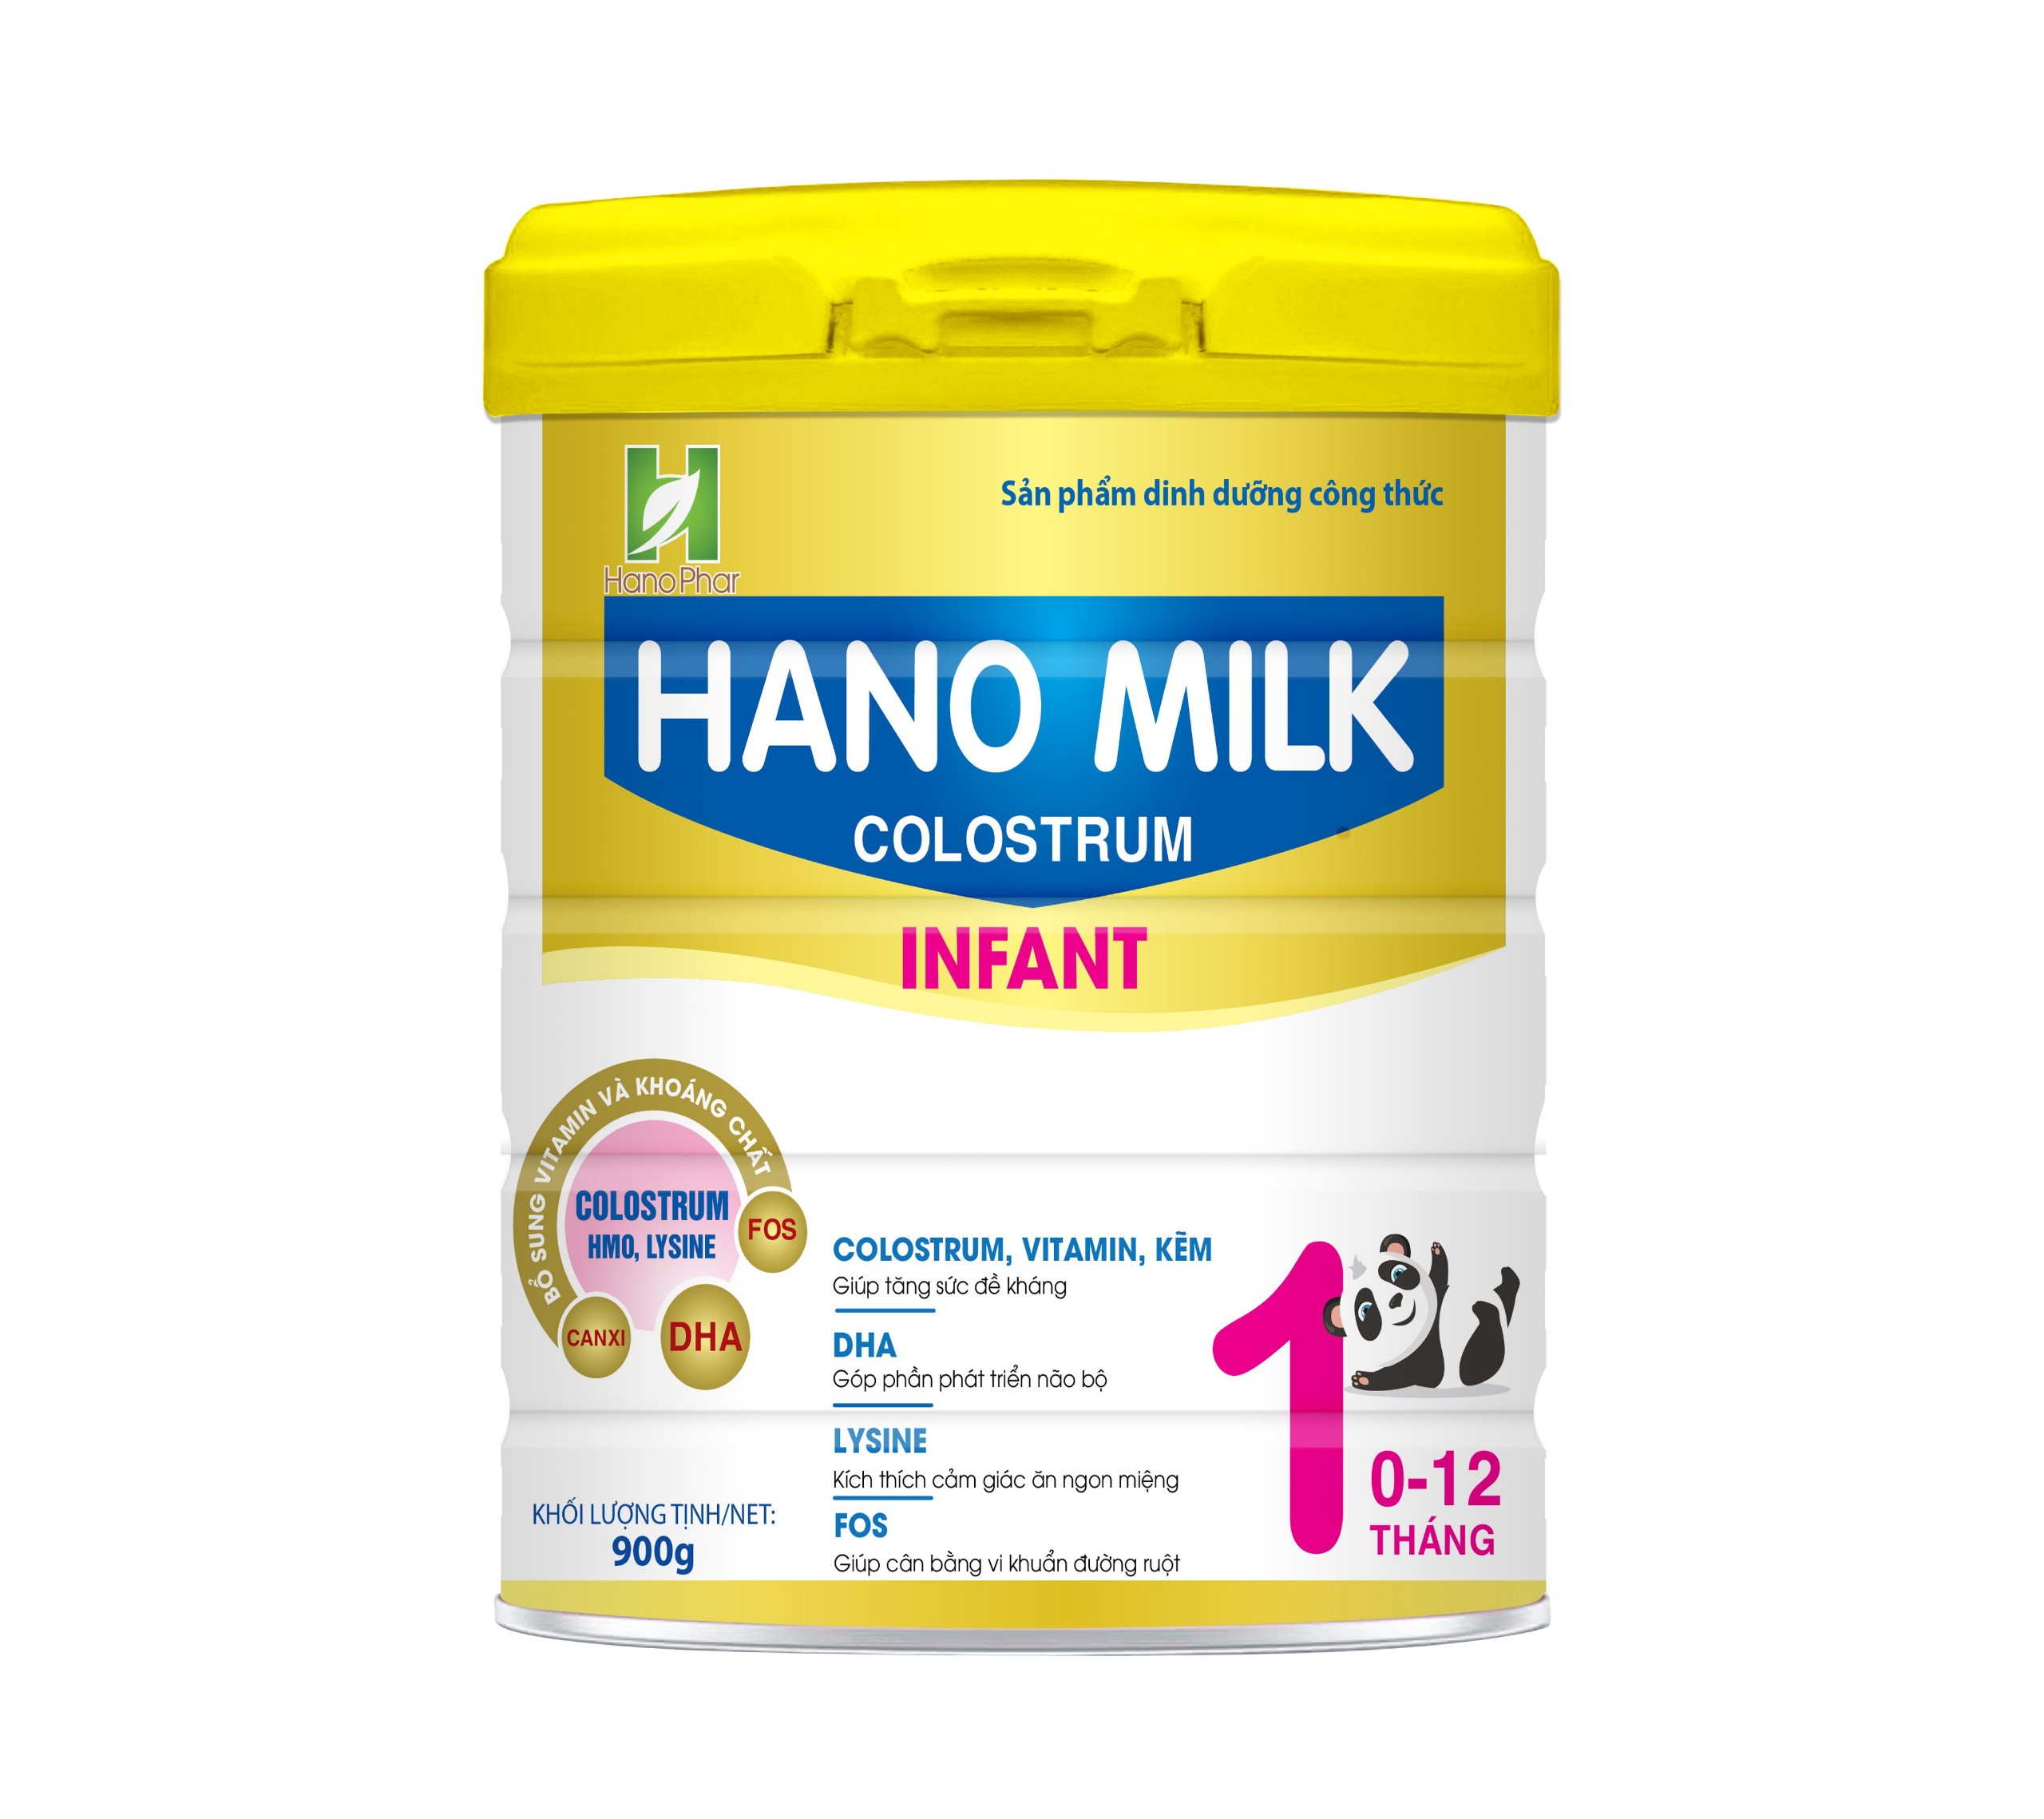 HanoPhar
Sản phẩm dinh dưỡng công thức
HANO MILK
COLOSTRUM
INFANT
BỔ SUNG VITAMIN VÀ KHOÁNG CHẤT
COLOSTRUM
HMO, LYSINE
FOS
CANXI
DHA
COLOSTRUM, VITAMIN, KẼM
Giúp tăng sức đề kháng
DHA
Góp phần phát triển não bộ
LYSINE
Kích thích cảm giác ăn ngon miệng
FOS
Giúp cân bằng vi khuẩn đường ruột
1
0-12
THÁNG
KHỐI LƯỢNG TỊNH/NET:
900g